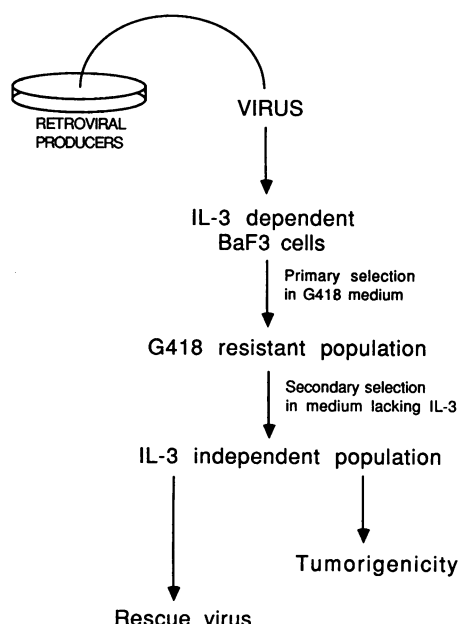 RETROVIRAL
PRODUCERS
VIRUS
IL-3 dependent
BaF3 cells
Primary selection
in G418 medium
G418 resistant population
Secondary selection
in medium lacking IL-3
IL-3 independent population
Tumorigenicity
Rescue virus